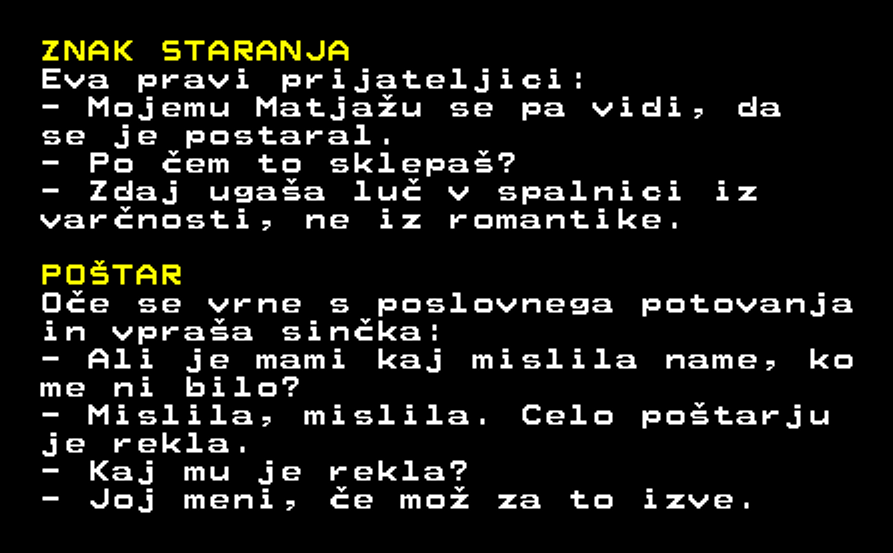 ZNAK STARANJA
Eva pravi prijateljici:
- Mojemu Matjažu se pa vidi, da
se je postaral.
- Po čem to sklepaš?
- Zdaj ugaša luč v spalnici iz
varčnosti, ne iz romantike.
POŠTAR
Oče se vrne s poslovnega potovanja
in vpraša sinčka:
- Ali je mami kaj mislila name, ko
me ni bilo?
- Mislila, mislila. Celo poštarju
je rekla.
- Kaj mu je rekla?
- Joj meni, če mož za to izve.